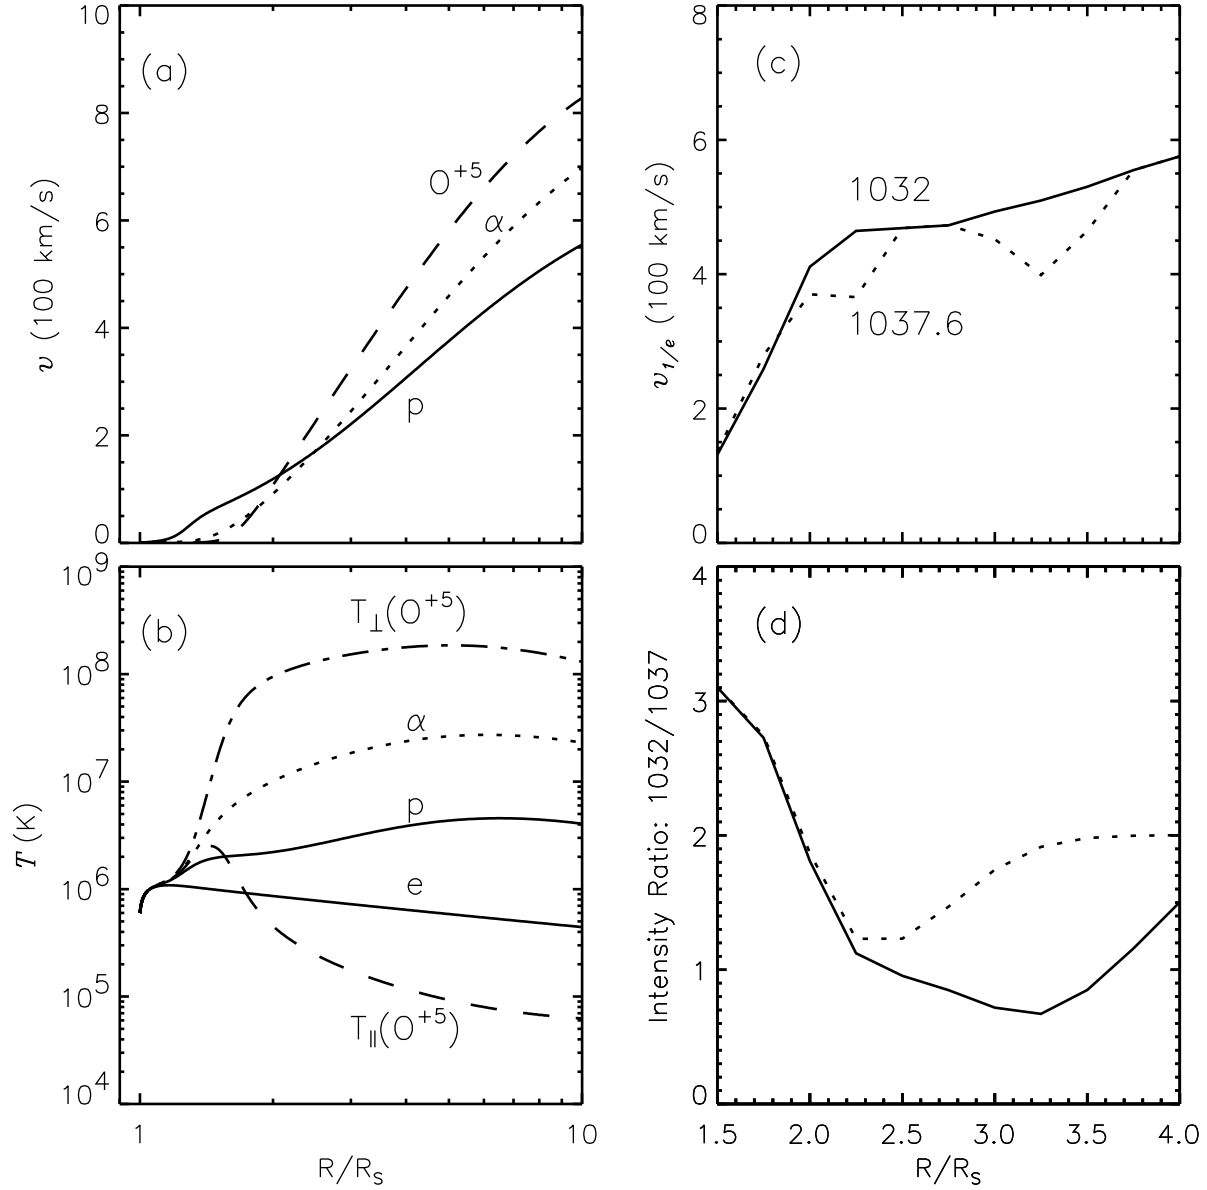 10
8
6
4
2
0
v (100 km/s)
(a)
O+5
α
p
8
6
4
2
0
v1/e (100 km/s)
(c)
1032
1037.6
10^9
10^8
10^7
10^6
10^5
10^4
T (K)
(b)
T⊥(O+5)
α
p
e
T∥(O+5)
1
10
R/RS
4
3
2
1
0
Intensity Ratio: 1032/1037
(d)
1.5 2.0 2.5 3.0 3.5 4.0
R/RS